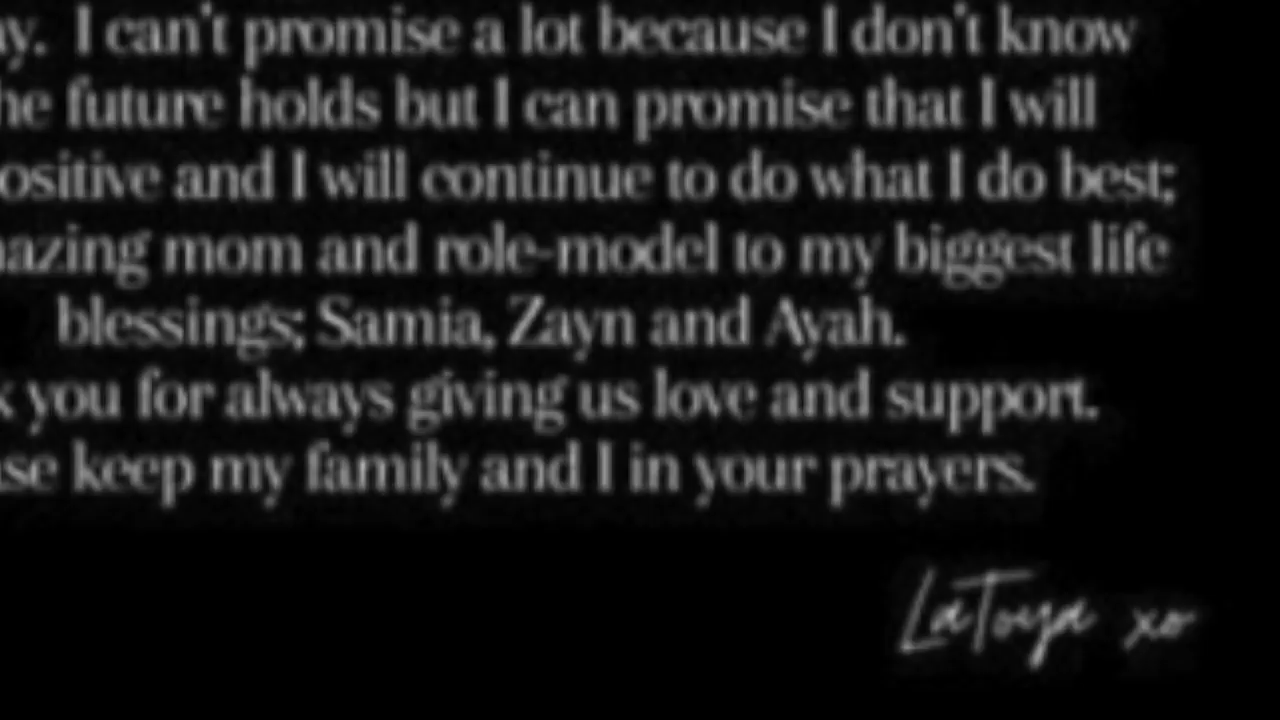 I can't promise a lot because I don't know
future holds but I can promise that I will
and I will continue to do what I do best;
mom and role-model to my biggest life
blessings; Samia, Zayn and Ayah.
you for always giving us love and support.
keep my family and I in your prayers.
LaToya xo